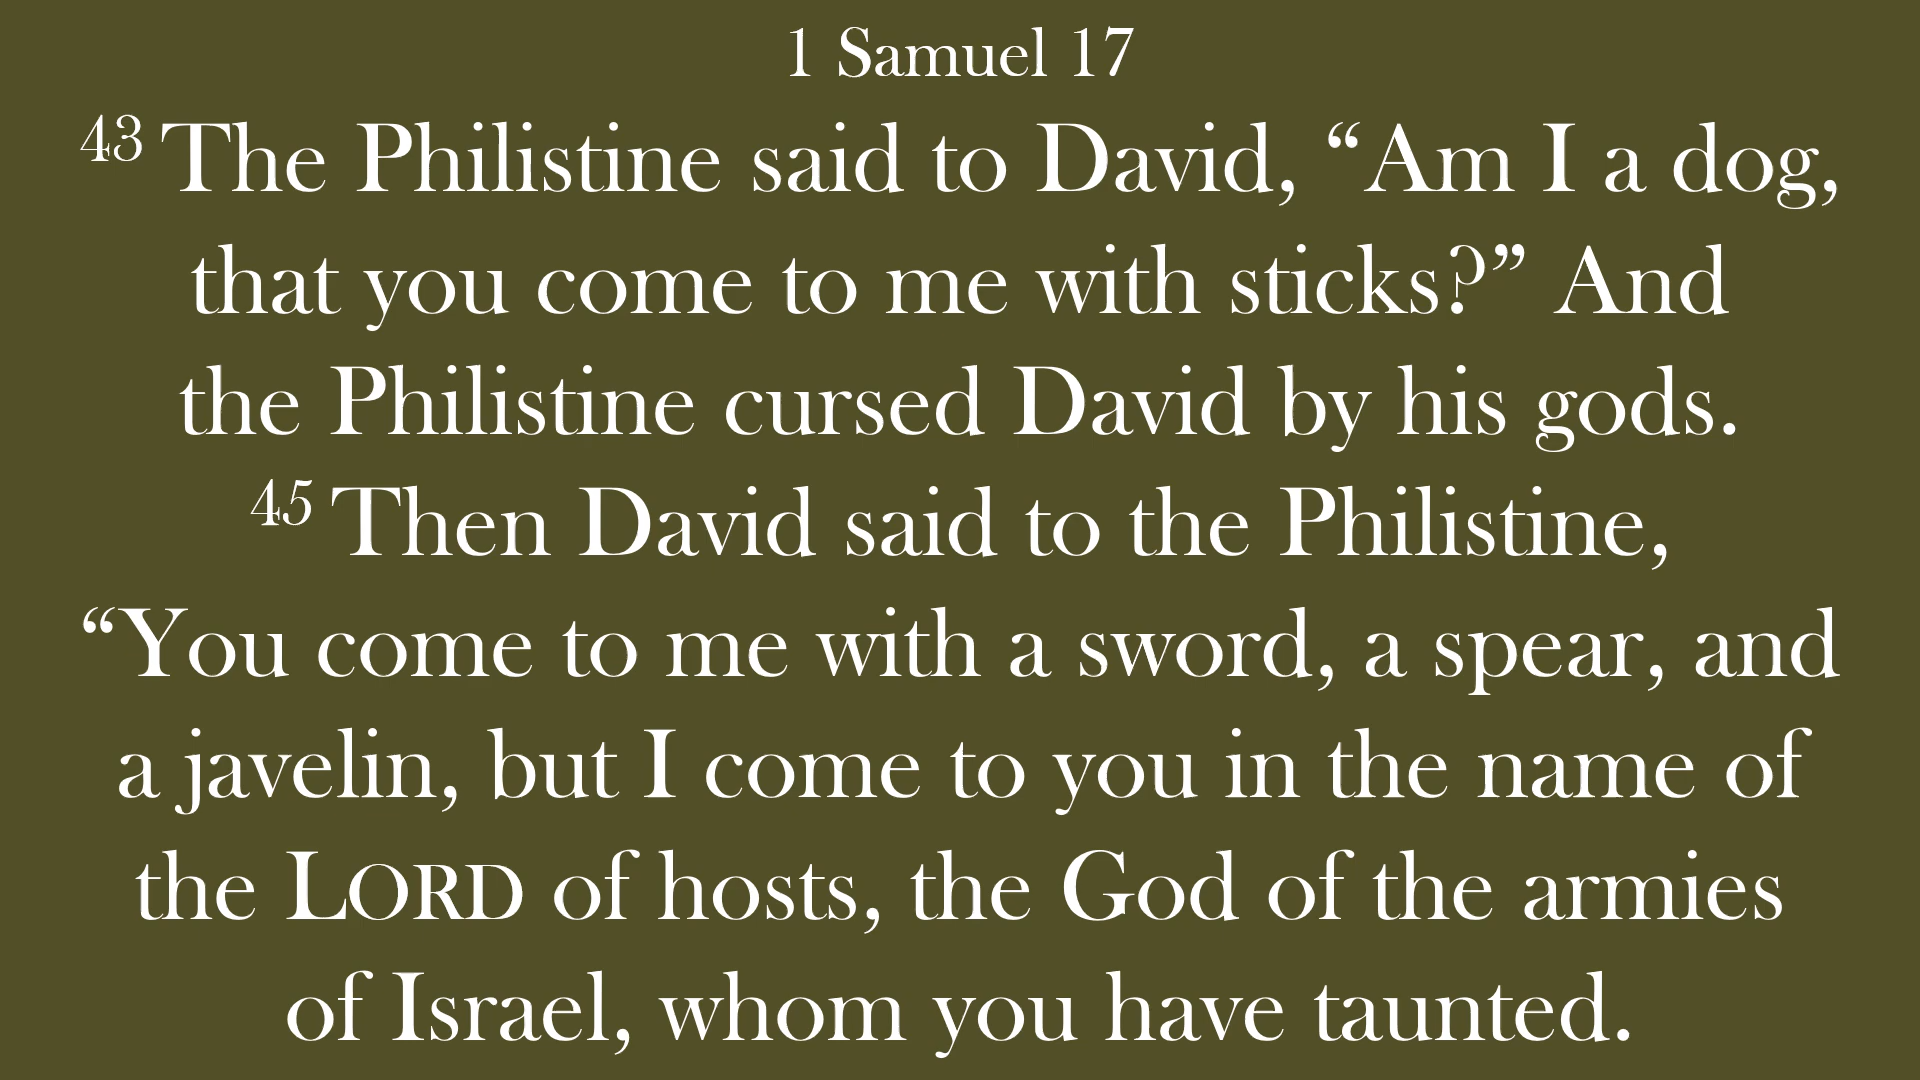 1 Samuel 17
43 The Philistine said to David, “Am I a dog,
that you come to me with sticks?” And
the Philistine cursed David by his gods.
45 Then David said to the Philistine,
“You come to me with a sword, a spear, and
a javelin, but I come to you in the name of
the LORD of hosts, the God of the armies
of Israel, whom you have taunted.